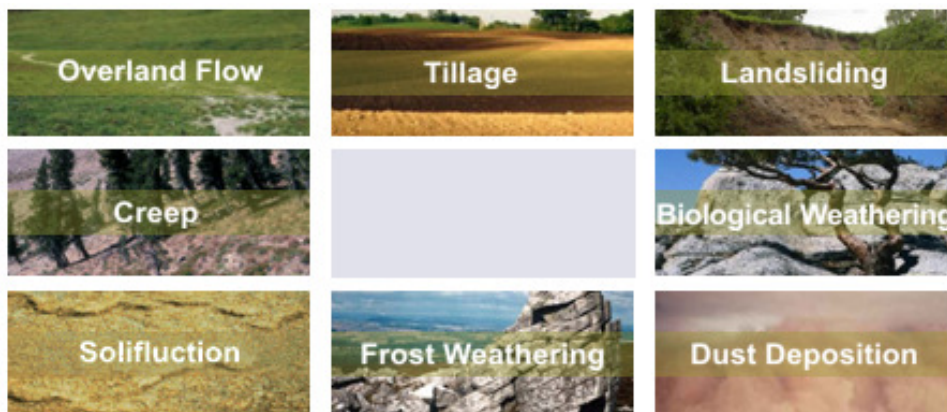 Overland Flow
Tillage
Landsliding
Creep
Biological Weathering
Solifluction
Frost Weathering
Dust Deposition